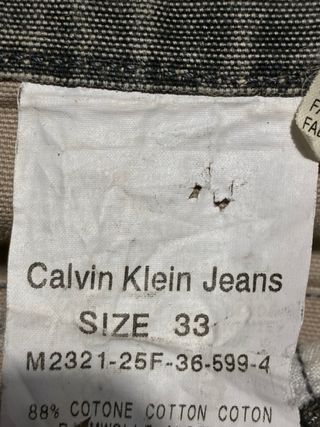 Calvin Klein Jeans
SIZE 33
M2321-25F-36-599-4
88% COTONE COTTON COTON